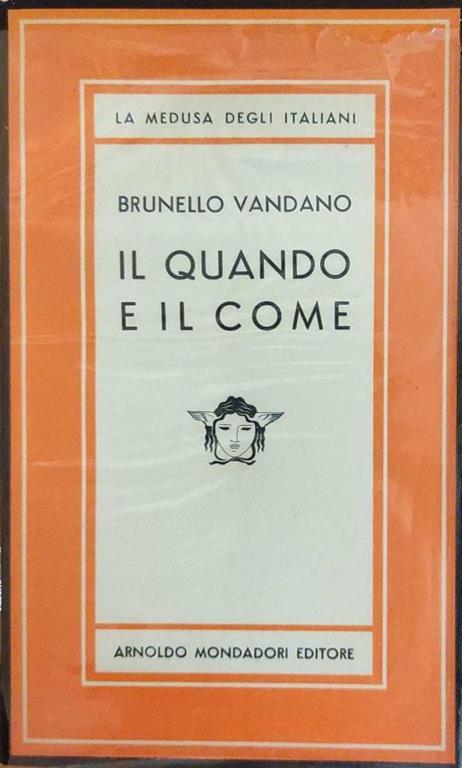 LA MEDUSA DEGLI ITALIANI
BRUNELLO VANDANO
IL QUANDO
E IL COME
ARNOLDO MONDADORI EDITORE